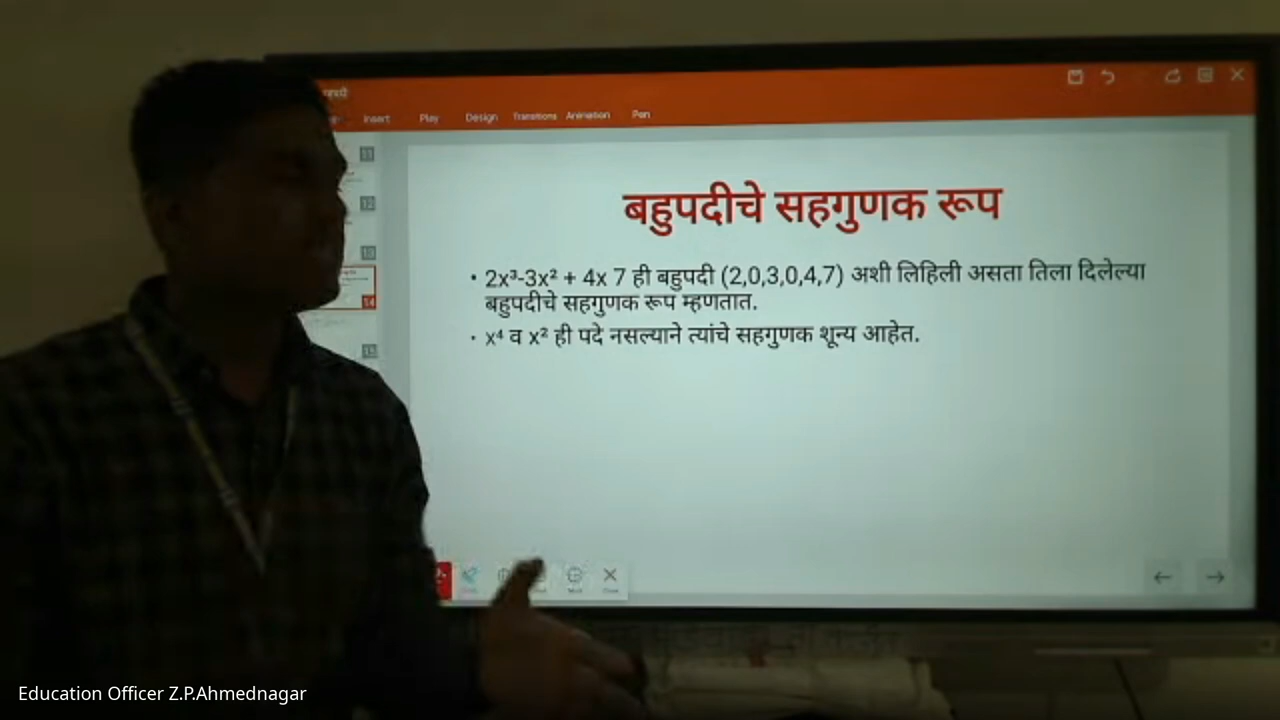 Insert Play Design Transitions Animation Pen
11
बहुपदीचे सहगुणक रूप
• 2x³-3x² + 4x 7 ही बहुपदी (2,0,3,0,4,7) अशी लिहिली असता तिला दिलेल्या
बहुपदीचे सहगुणक रूप म्हणतात.
14
• x⁴ व x² ही पदे नसल्याने त्यांचे सहगुणक शून्य आहेत.
Education Officer Z.P.Ahmednagar